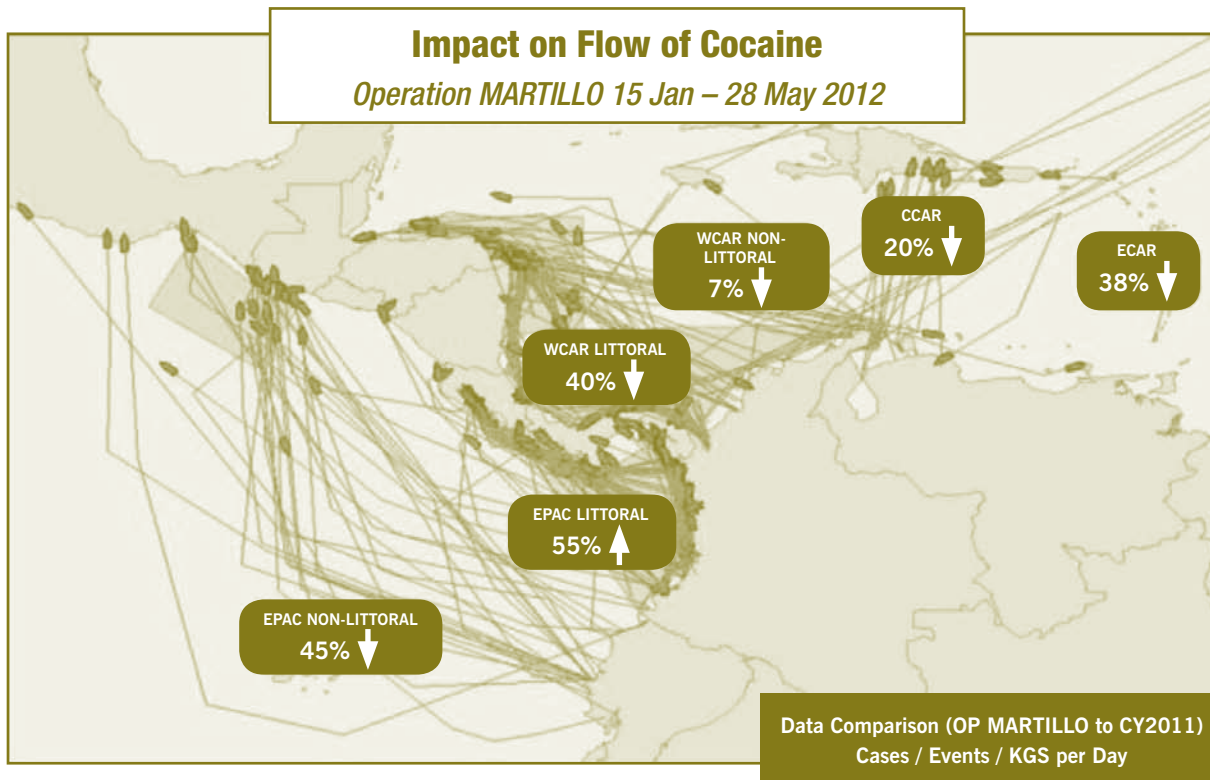 Impact on Flow of Cocaine
Operation MARTILLO 15 Jan – 28 May 2012
CCAR
20%
WCAR NON-
LITTORAL
7%
ECAR
38%
WCAR LITTORAL
40%
EPAC LITTORAL
55%
EPAC NON-LITTORAL
45%
Data Comparison (OP MARTILLO to CY2011)
Cases / Events / KGS per Day